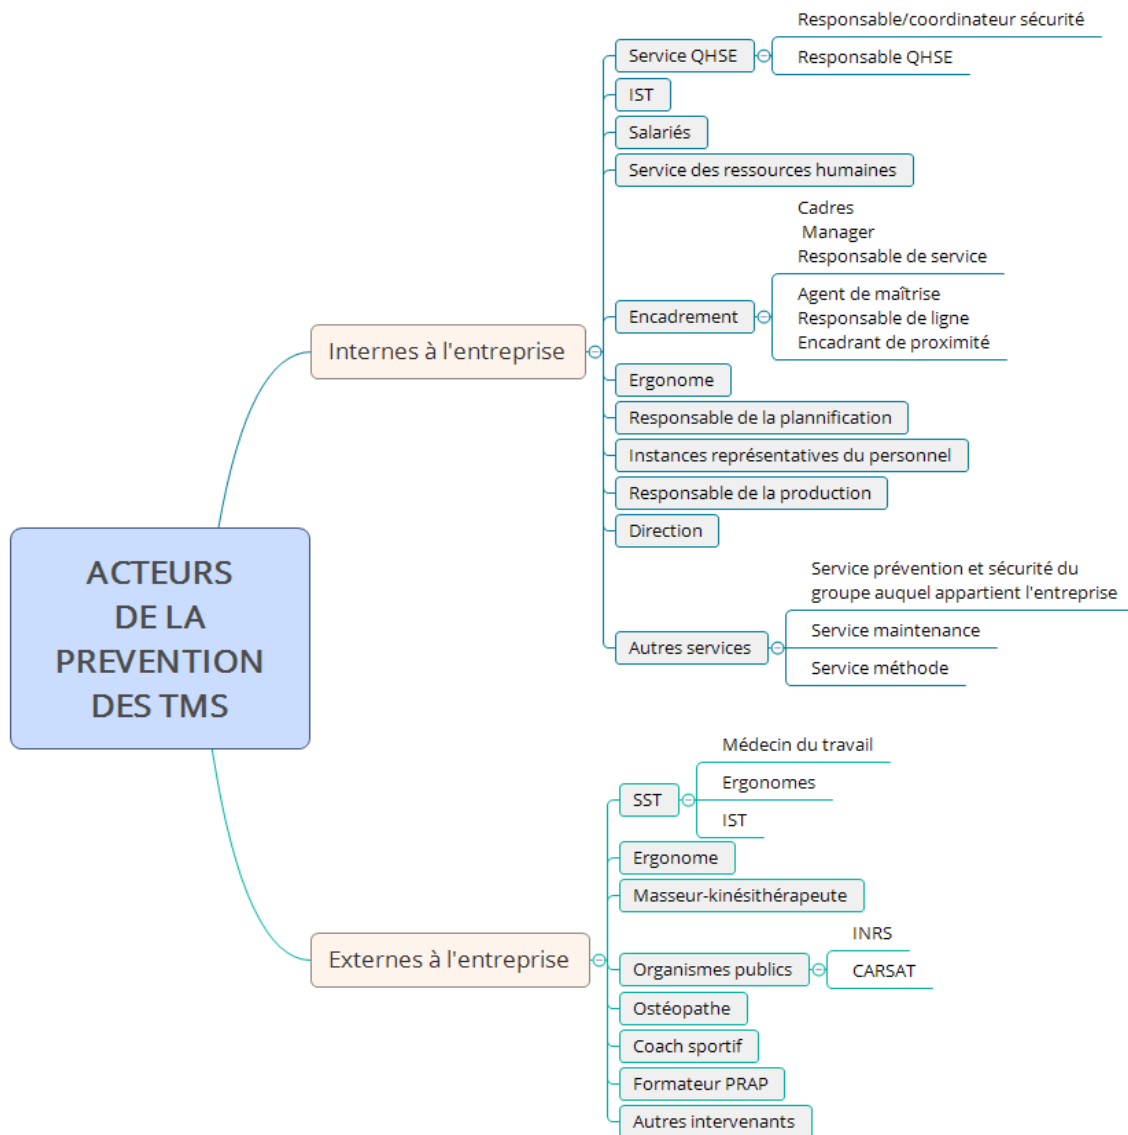 ACTEURS
DE LA
PREVENTION
DES TMS
Internes à l'entreprise
Service QHSE
Responsable/coordinateur sécurité
Responsable QHSE
IST
Salariés
Service des ressources humaines
Encadrement
Cadres
Manager
Responsable de service
Agent de maîtrise
Responsable de ligne
Encadrant de proximité
Ergonome
Responsable de la plannification
Instances représentatives du personnel
Responsable de la production
Direction
Autres services
Service prévention et sécurité du
groupe auquel appartient l'entreprise
Service maintenance
Service méthode
Externes à l'entreprise
SST
Médecin du travail
Ergonomes
IST
Ergonome
Masseur-kinésithérapeute
Organismes publics
INRS
CARSAT
Ostéopathe
Coach sportif
Formateur PRAP
Autres intervenants